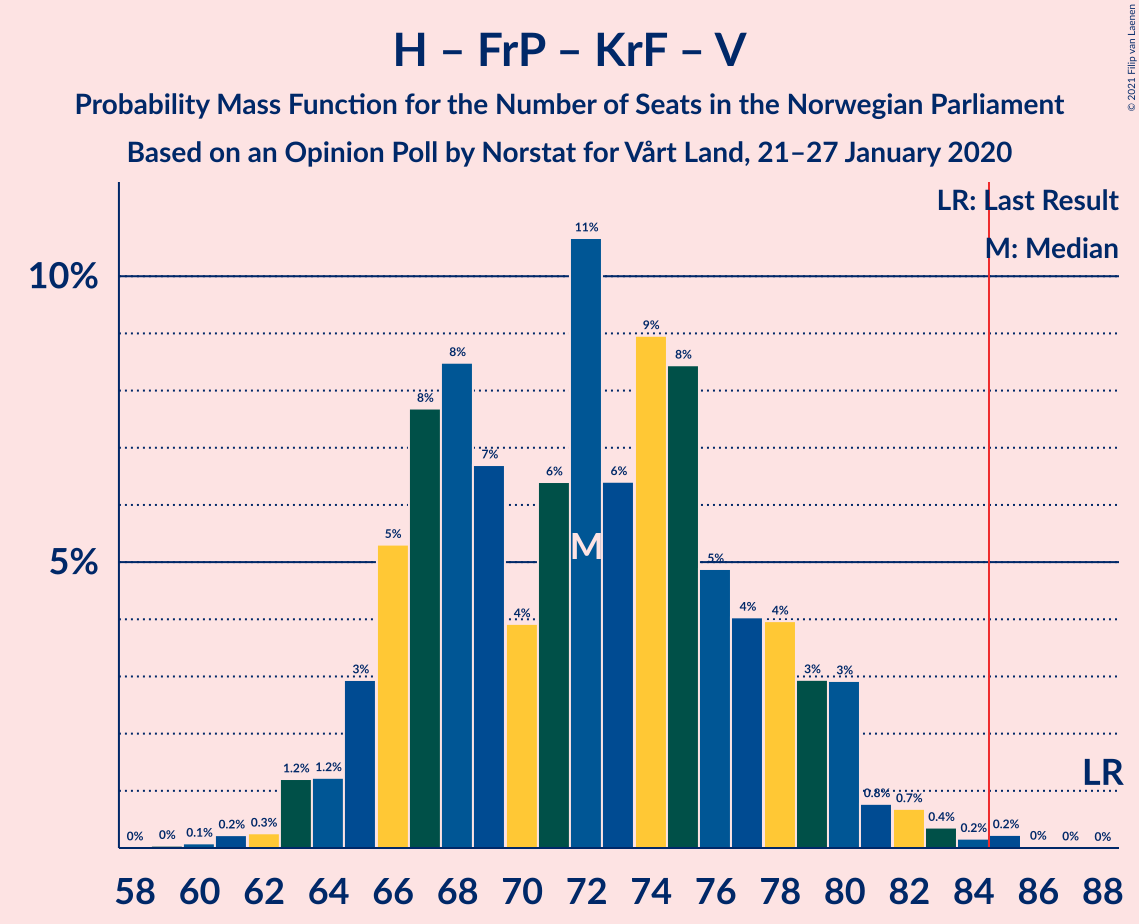 H – FrP – KrF – V
Probability Mass Function for the Number of Seats in the Norwegian Parliament
Based on an Opinion Poll by Norstat for Vårt Land, 21–27 January 2020
© 2021 Filip van Laenen
LR: Last Result
M: Median
10%
5%
0% 0% 0.1% 0.2% 0.3% 1.2% 1.2% 3% 5% 8% 8% 7% 4% 6% 11% 6% 9% 8% 5% 4% 4% 3% 3% 0.8% 0.7% 0.4% 0.2% 0.2% 0% 0% 0%
M
LR
58 60 62 64 66 68 70 72 74 76 78 80 82 84 86 88